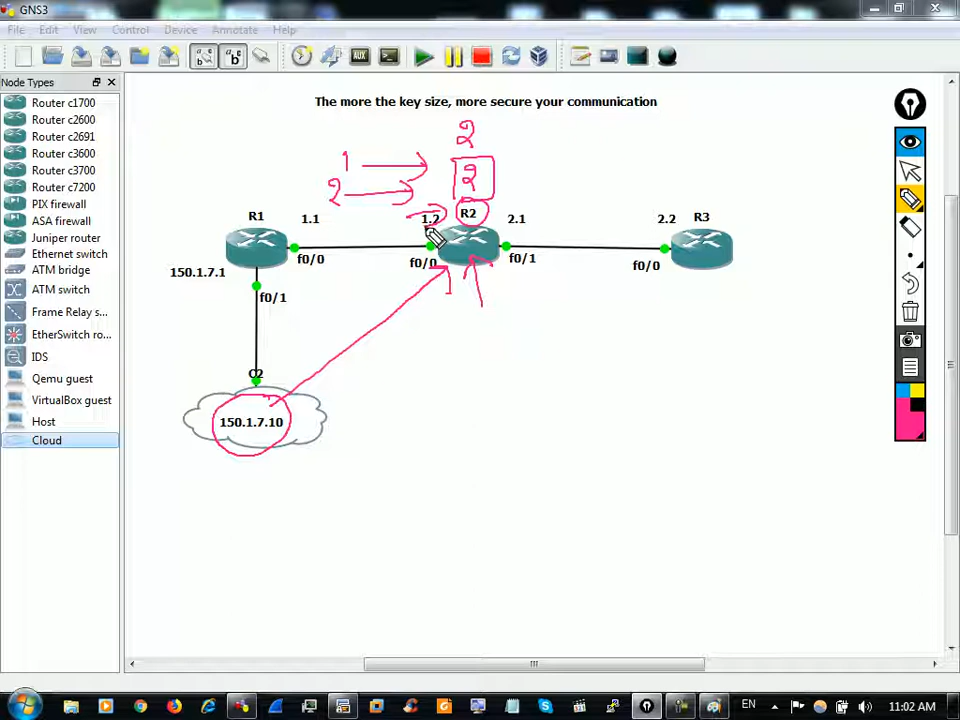 GNS3
File Edit View Control Device Annotate Help
Node Types
Router c1700
Router c2600
Router c2691
Router c3600
Router c3700
Router c7200
PIX firewall
ASA firewall
Juniper router
Ethernet switch
ATM bridge
ATM switch
Frame Relay s...
EtherSwitch ro...
IDS
Qemu guest
VirtualBox guest
Host
Cloud
The more the key size, more secure your communication
2
1 2
2
R1 1.1 1.2 R2 2.1 2.2 R3
f0/0 f0/0 f0/1 f0/0
150.1.7.1
f0/1
C2
150.1.7.10
AUX
EN 11:02 AM